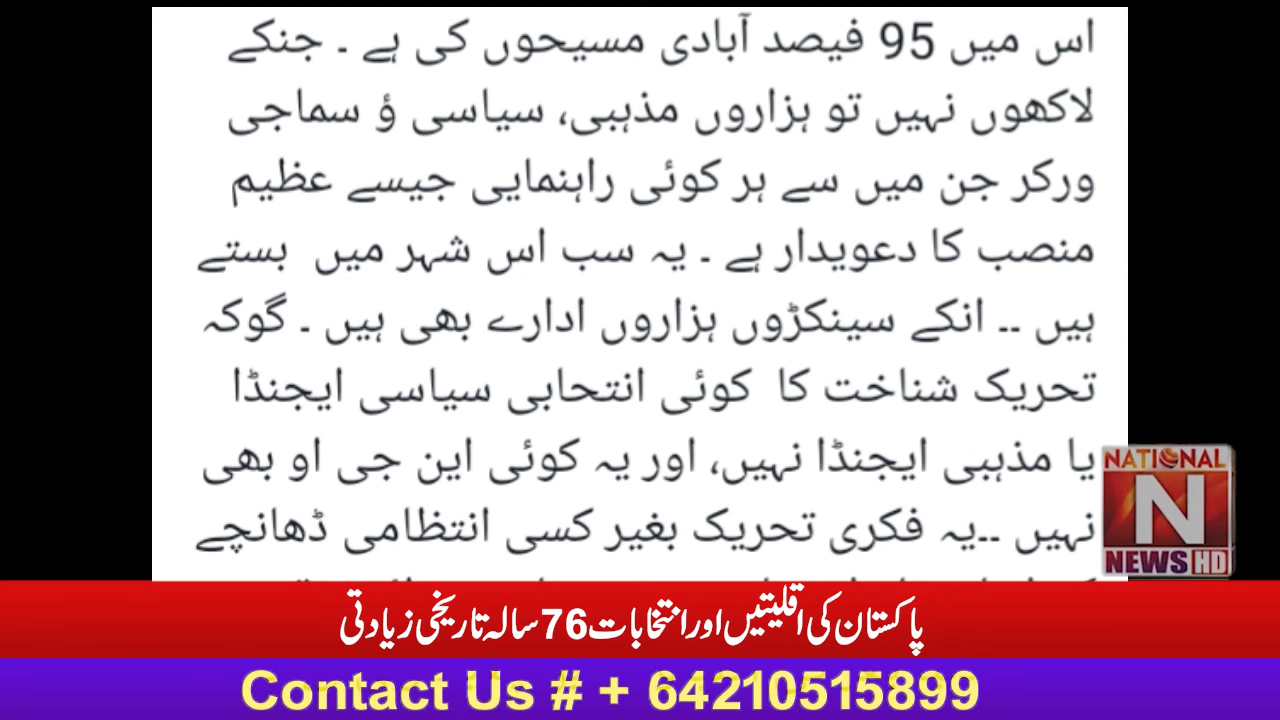 اس میں 95 فیصد آبادی مسیحوں کی ہے ۔ جنکے
لاکھوں نہیں تو ہزاروں مذہبی، سیاسی ؤ سماجی
ورکر جن میں سے ہر کوئی راہنمایی جیسے عظیم
منصب کا دعویدار ہے ۔ یہ سب اس شہر میں بستے
ہیں ۔۔ انکے سینکڑوں ہزاروں ادارے بھی ہیں ۔ گوکہ
تحریک شناخت کا کوئی انتحابی سیاسی ایجنڈا
یا مذہبی ایجنڈا نہیں، اور یہ کوئی این جی او بھی
نہیں ۔۔یہ فکری تحریک بغیر کسی انتظامی ڈھانچے
NATIONAL
N
NEWS HD
پاکستان کی اقلیتیں اور انتخابات 76 سالہ تاریخی زیادتی
Contact Us # + 64210515899